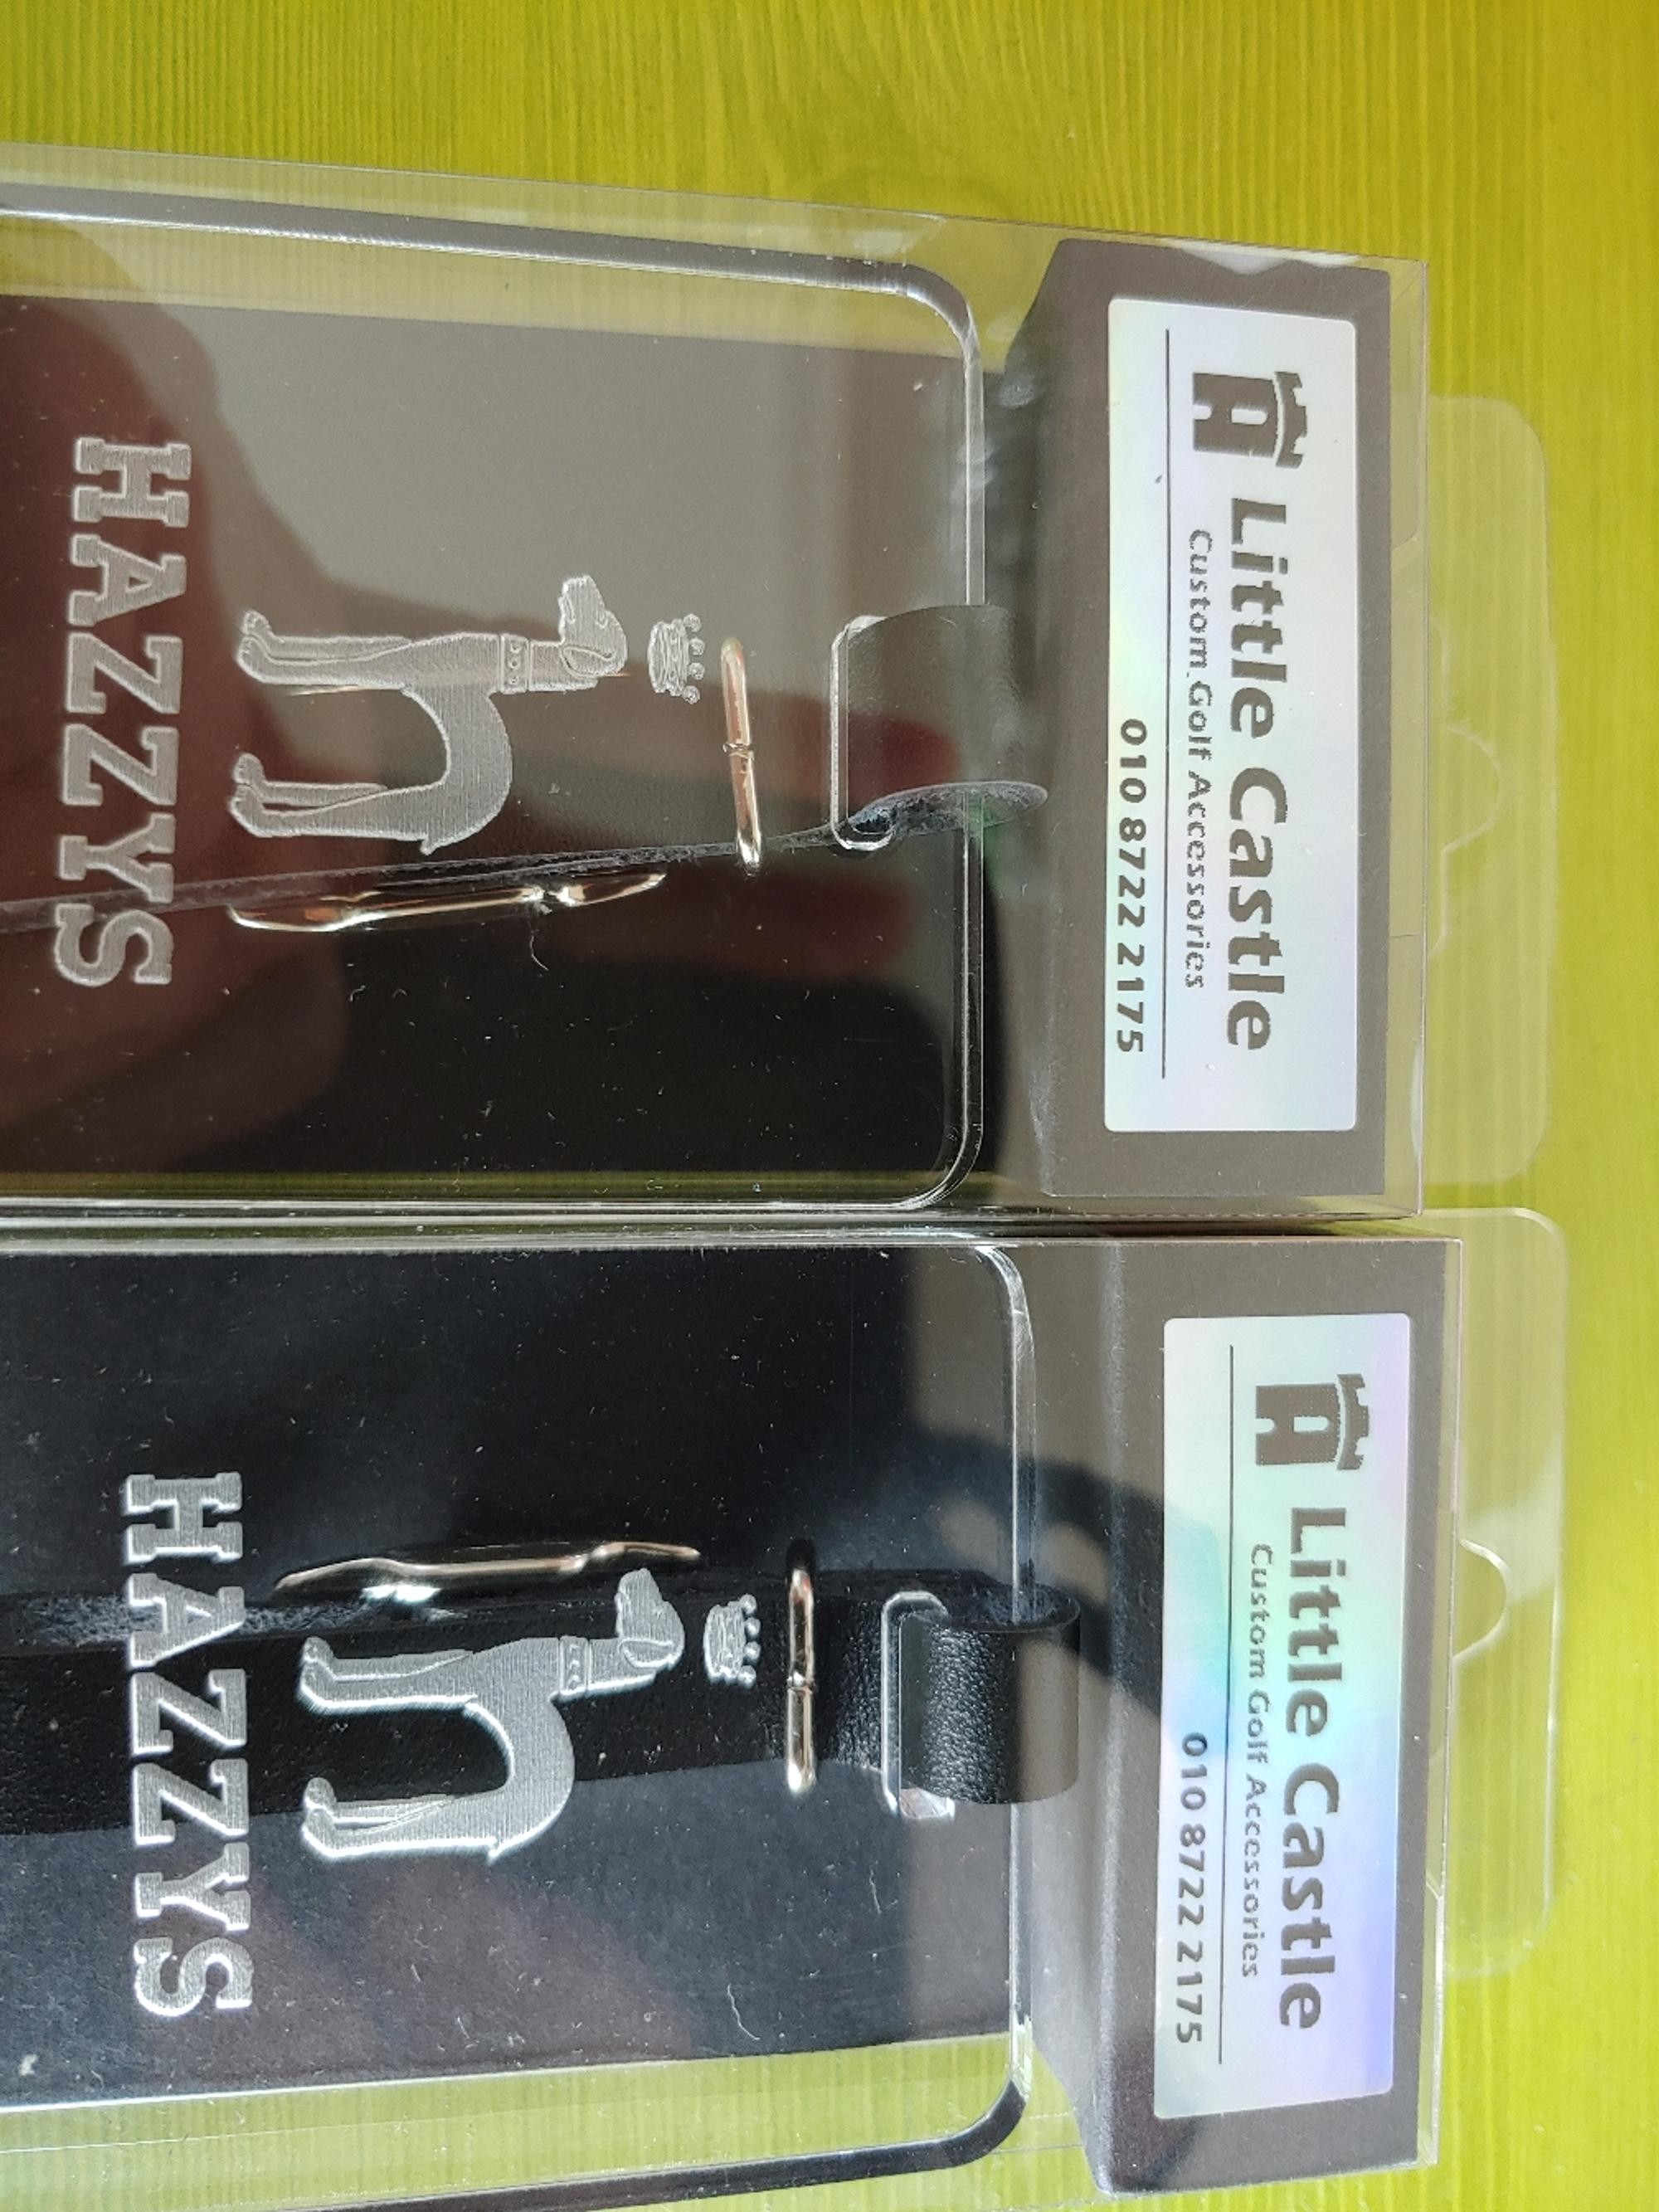 Little Castle
Custom Golf Accessories
010 8722 2175
HAZZYS
Little Castle
Custom Golf Accessories
010 8722 2175
HAZZYS